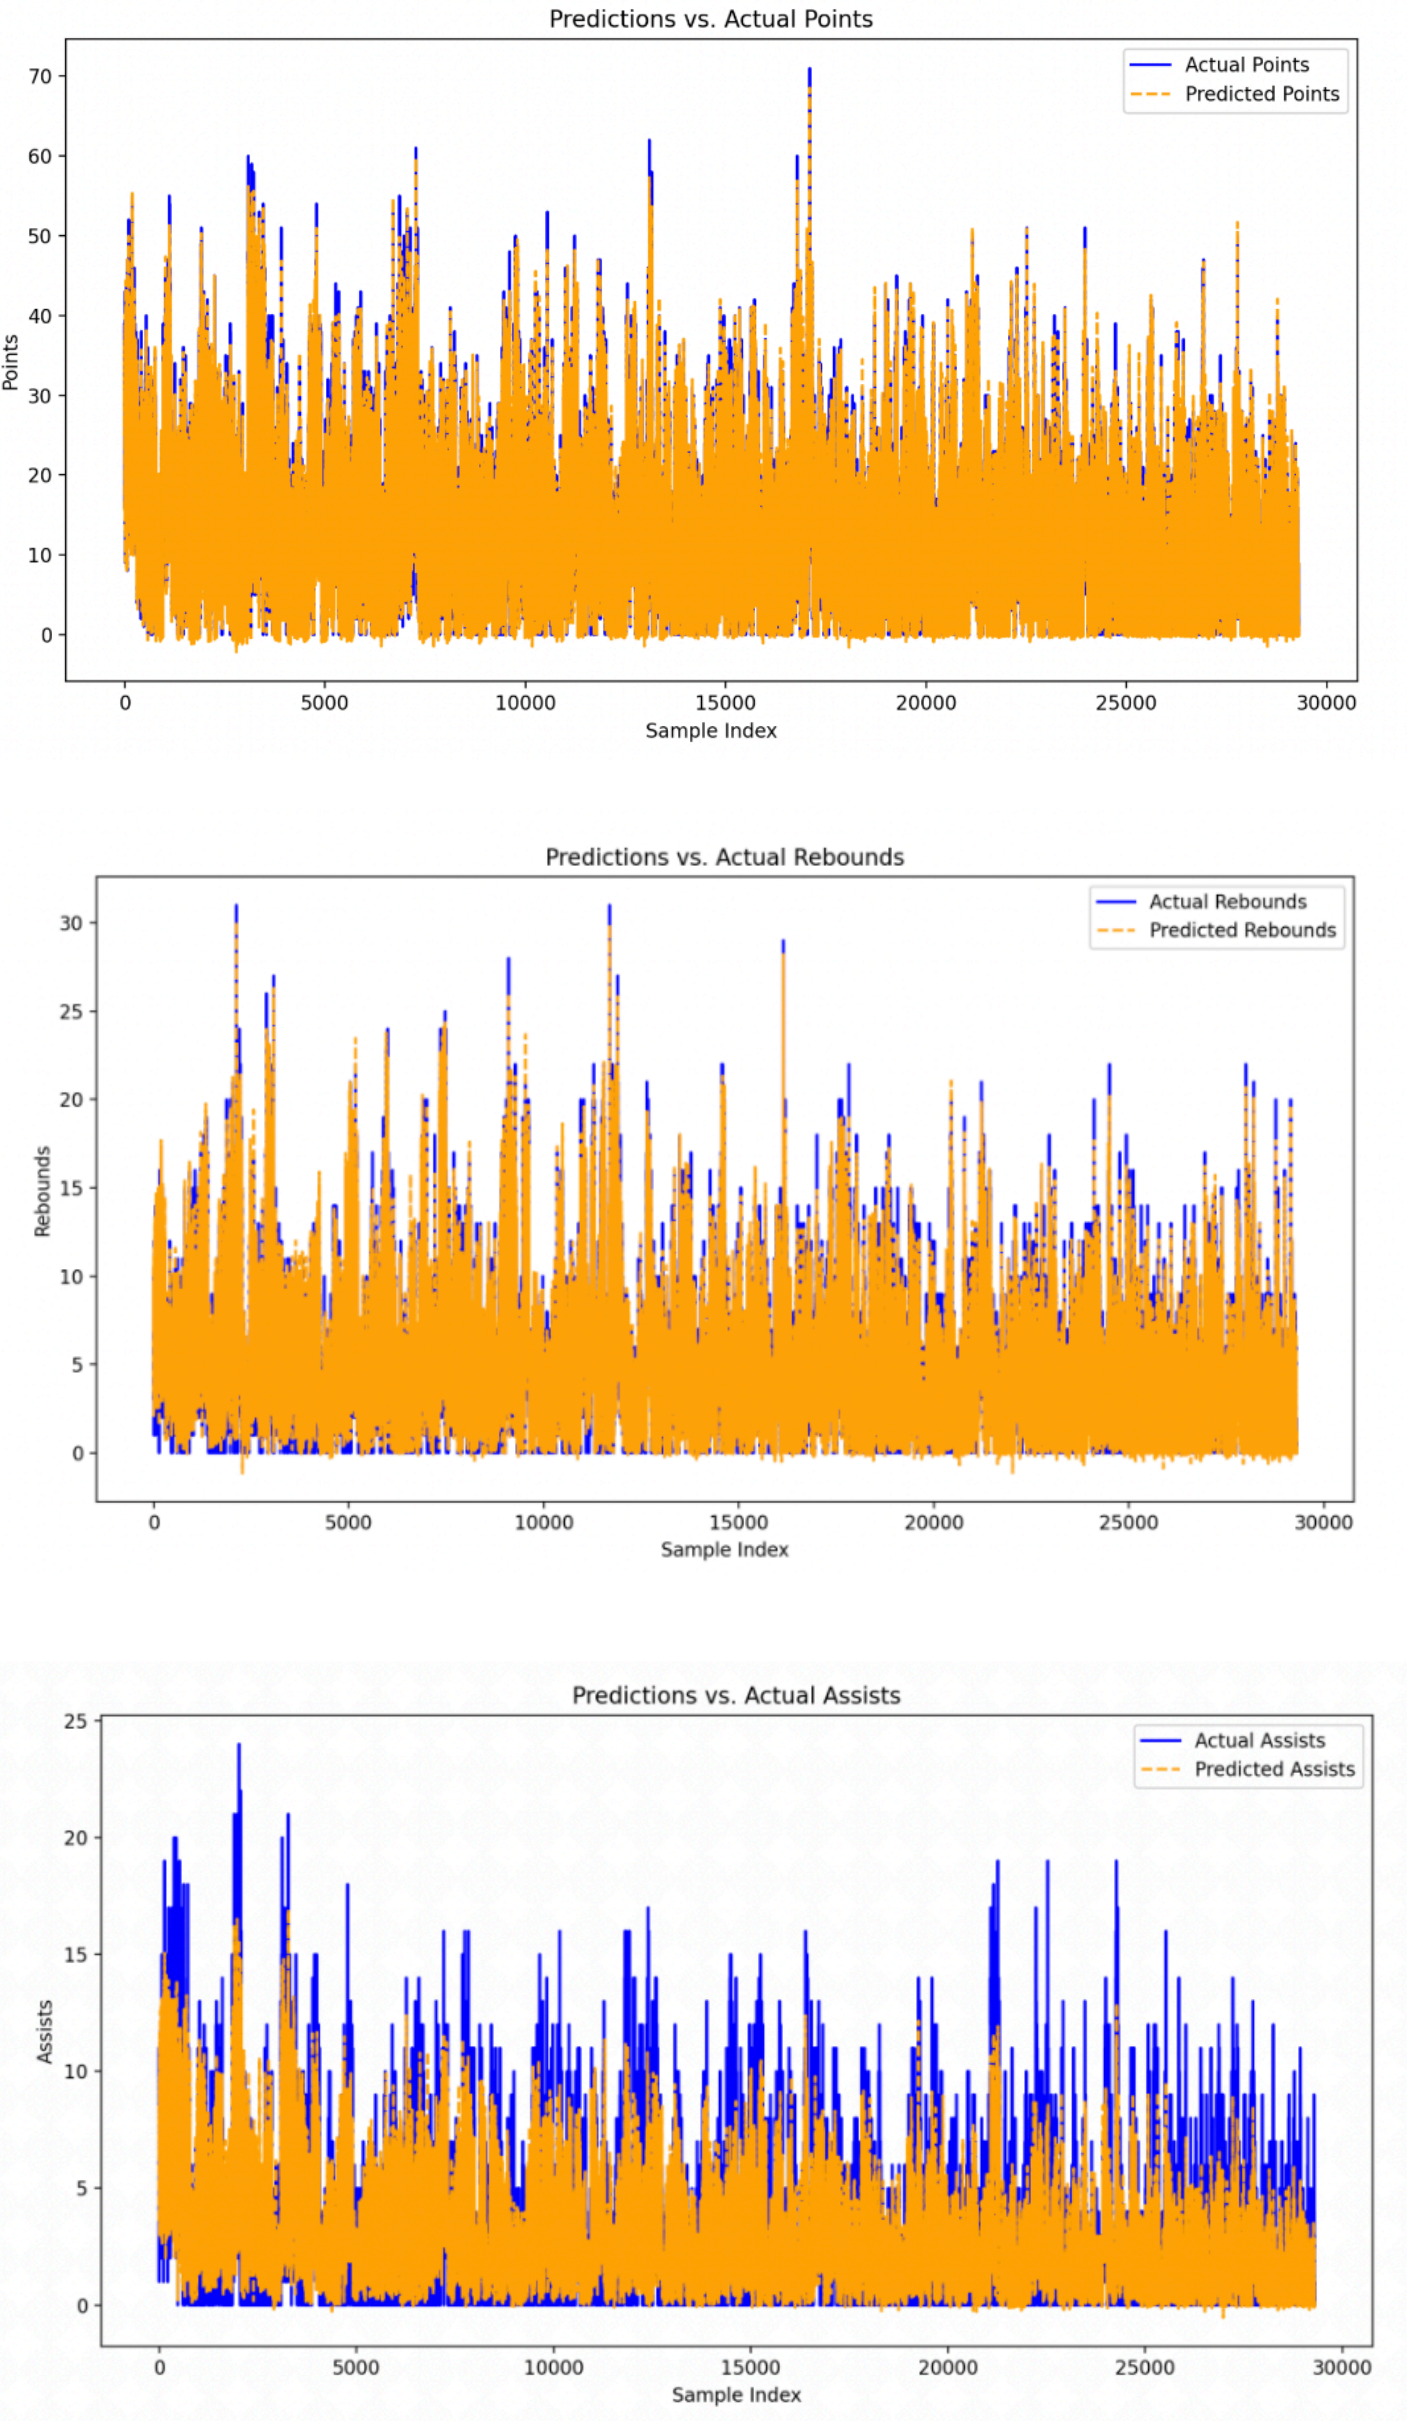 Predictions vs. Actual Points
Actual Points
Predicted Points
70
60
50
40
30
20
10
0
Points
0 5000 10000 15000 20000 25000 30000
Sample Index
Predictions vs. Actual Rebounds
Actual Rebounds
Predicted Rebounds
30
25
20
15
10
5
0
Rebounds
0 5000 10000 15000 20000 25000 30000
Sample Index
Predictions vs. Actual Assists
Actual Assists
Predicted Assists
25
20
15
10
5
0
Assists
0 5000 10000 15000 20000 25000 30000
Sample Index